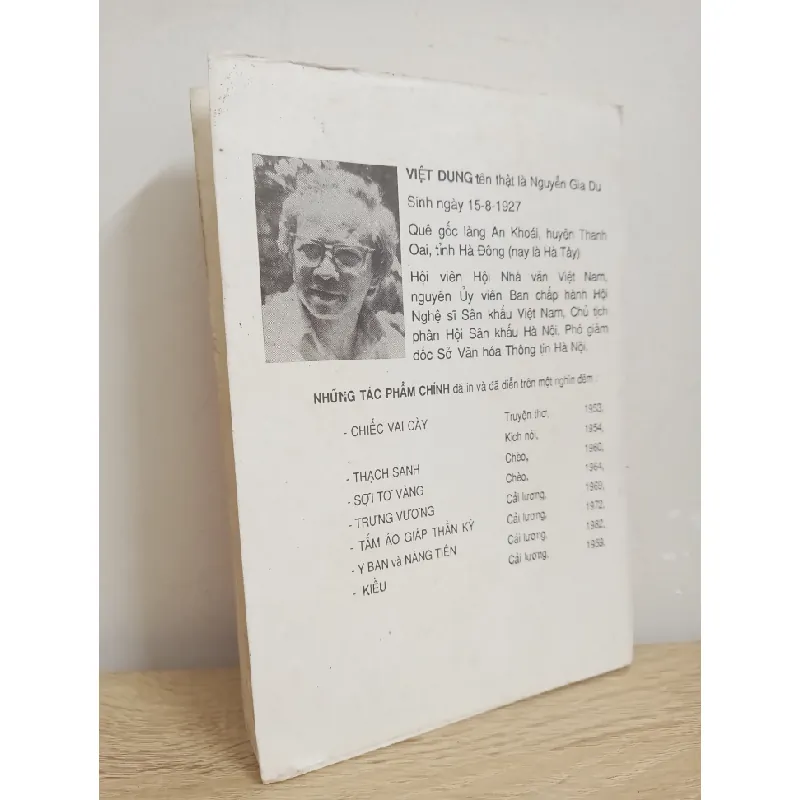 VIỆT DUNG tên thật là Nguyễn Gia Du
Sinh ngày 15-8-1927
Quê gốc làng An Khoái, huyện Thanh
Oai, tỉnh Hà Đông (nay là Hà Tây)
Hội viên Hội Nhà văn Việt Nam,
nguyên Ủy viên Ban chấp hành Hội
Nghệ sĩ Sân khấu Việt Nam, Chủ tịch
phân Hội Sân khấu Hà Nội. Phó giám
đốc Sở Văn hóa Thông tin Hà Nội.
NHỮNG TÁC PHẨM CHÍNH đã in và đã diễn trên một nghìn đêm
- CHIẾC VAI CÀY Truyện thơ, 1953,
Kịch nói, 1954,
- THẠCH SANH Chèo, 1960,
- SỢI TƠ VÀNG Chèo, 1964,
- TRƯNG VƯƠNG Cải lương,
- TẤM ÁO GIÁP THẦN KỲ Cải lương, 1972,
- Y BAN và NÀNG TIÊN Cải lương, 1982,
- KIỀU Cải lương,